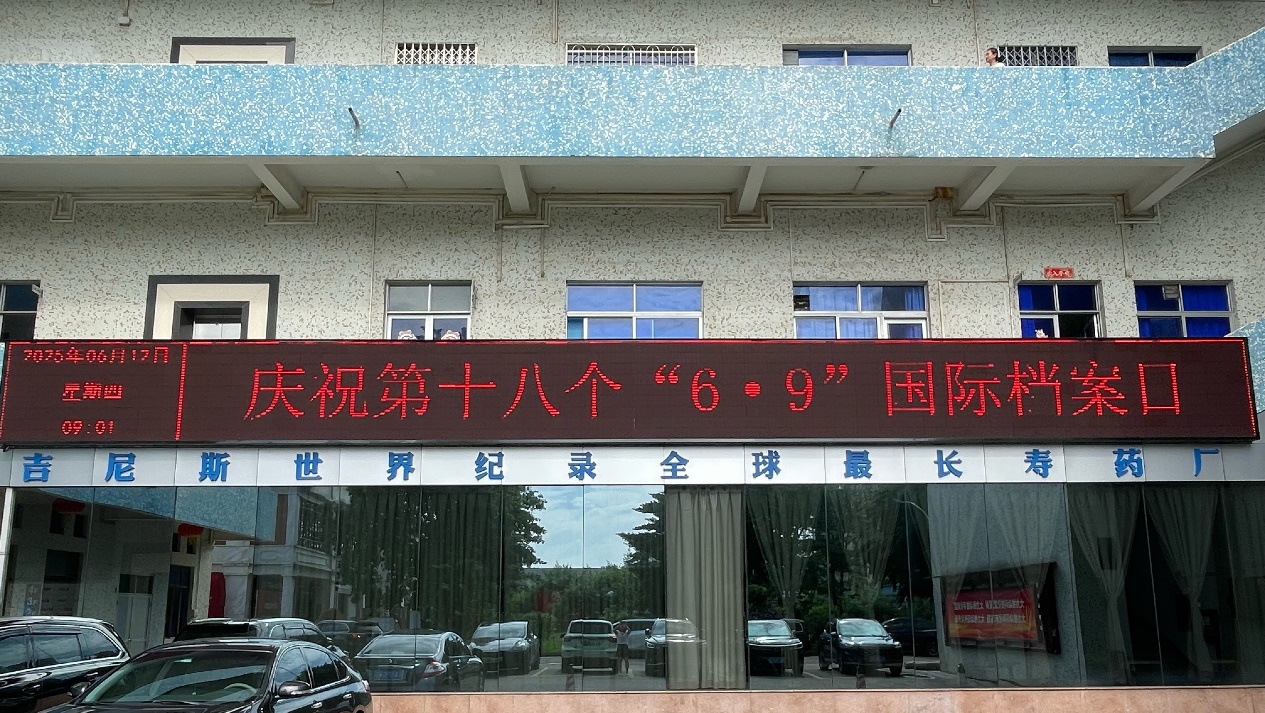 2025年06月12日
星期四
09:01
庆祝第十八个“6•9”国际档案口
吉尼斯世界纪录全球最长寿药厂